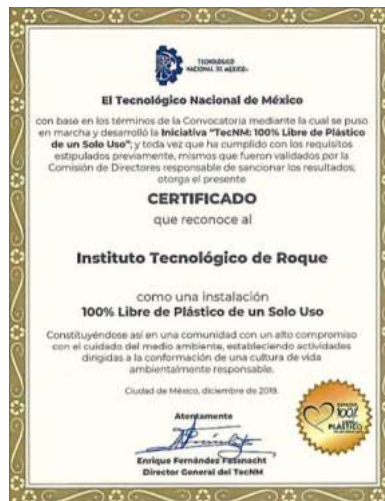 TECNOLÓGICO
NACIONAL DE MÉXICO
El Tecnológico Nacional de México
con base en los términos de la Convocatoria mediante la cual se puso
en marcha y desarrolló la Iniciativa "TecNM: 100% Libre de Plástico
de un Solo Uso"; y toda vez que ha cumplido con los requisitos
estipulados previamente, mismos que fueron validados por la
Comisión de Directores responsable de sancionar los resultados,
otorga el presente
CERTIFICADO
que reconoce al
Instituto Tecnológico de Roque
como una instalación
100% Libre de Plástico de un Solo Uso
Constituyéndose así en una comunidad con un alto compromiso
con el cuidado del medio ambiente, estableciendo actividades
dirigidas a la conformación de una cultura de vida
ambientalmente responsable.
Ciudad de México, diciembre de 2019.
Atentamente
Enrique Fernández Fassnacht
Director General del TecNM
100%
PLÁSTICO